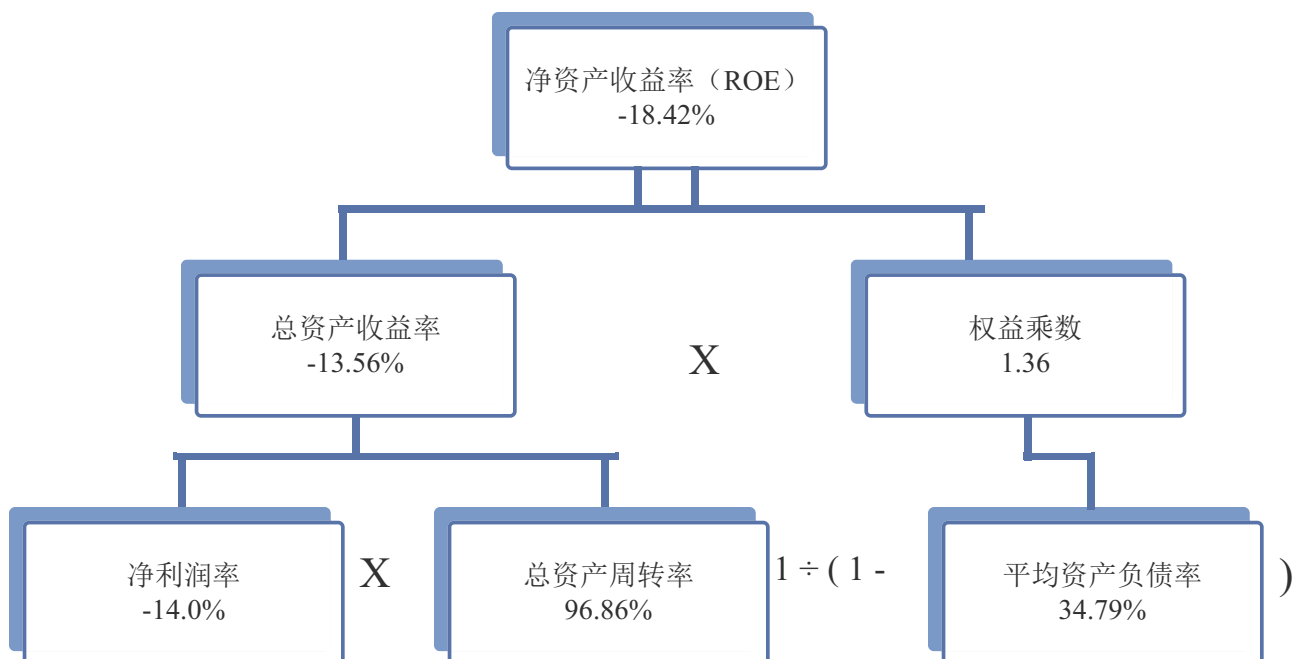 净资产收益率（ROE）
-18.42%
总资产收益率
-13.56%
X
权益乘数
1.36
净利润率
-14.0%
X
总资产周转率
96.86%
1 ÷ ( 1 -
平均资产负债率
34.79%
)